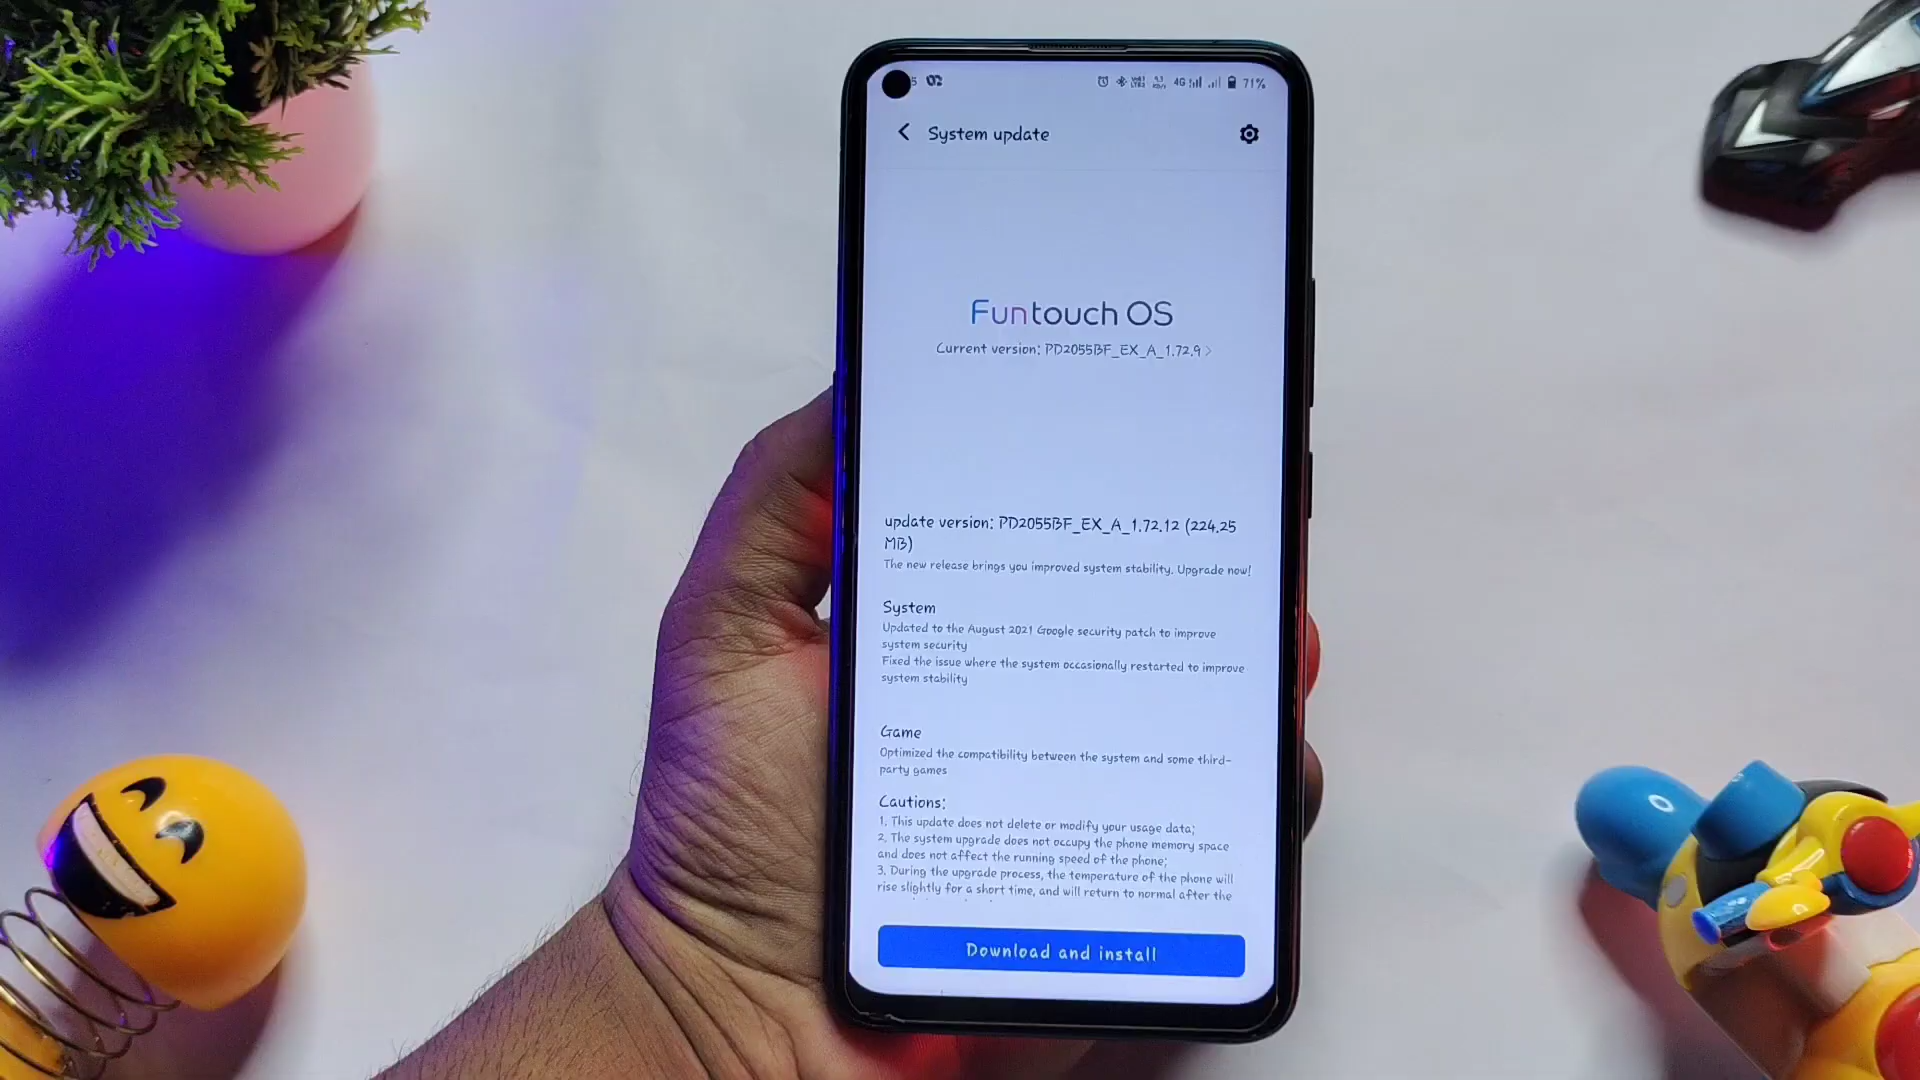 4G 71%
System update
Funtouch OS
Current version: PD2055BF_EX_A_1.72.9 >
update version: PD2055BF_EX_A_1.72.12 (224.25
MB)
The new release brings you improved system stability. Upgrade now!
System
Updated to the August 2021 Google security patch to improve
system security
Fixed the issue where the system occasionally restarted to improve
system stability
Game
Optimized the compatibility between the system and some third-
party games
Cautions:
1. This update does not delete or modify your usage data;
2. The system upgrade does not occupy the phone memory space
and does not affect the running speed of the phone;
3. During the upgrade process, the temperature of the phone will
rise slightly for a short time, and will return to normal after the
Download and install